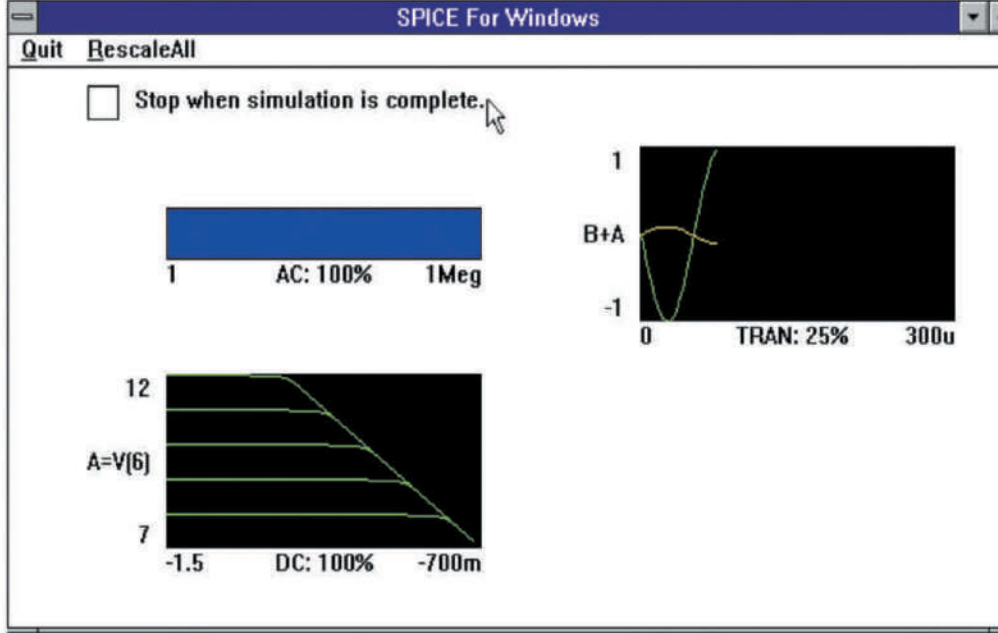 SPICE For Windows
Quit RescaleAll
Stop when simulation is complete.
1
B+A
-1
0 TRAN: 25% 300u
1 AC: 100% 1Meg
12
A=V(6)
7
-1.5 DC: 100% -700m